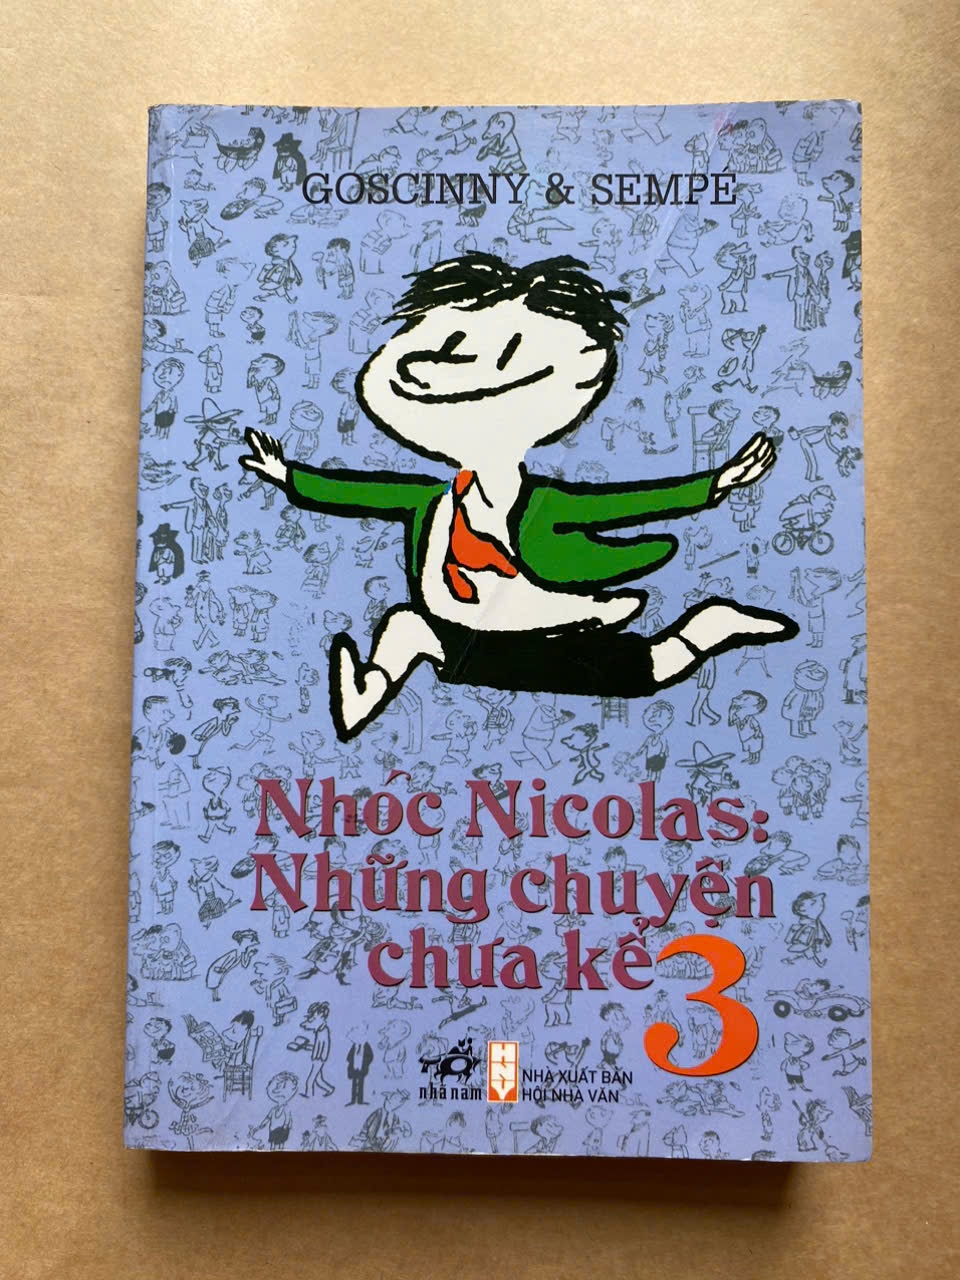 GOSCINNY & SEMPÉ
Nhóc Nicolas:
Những chuyện
chưa kể 3
nhã nam
HNV
NHÀ XUẤT BẢN
HỘI NHÀ VĂN